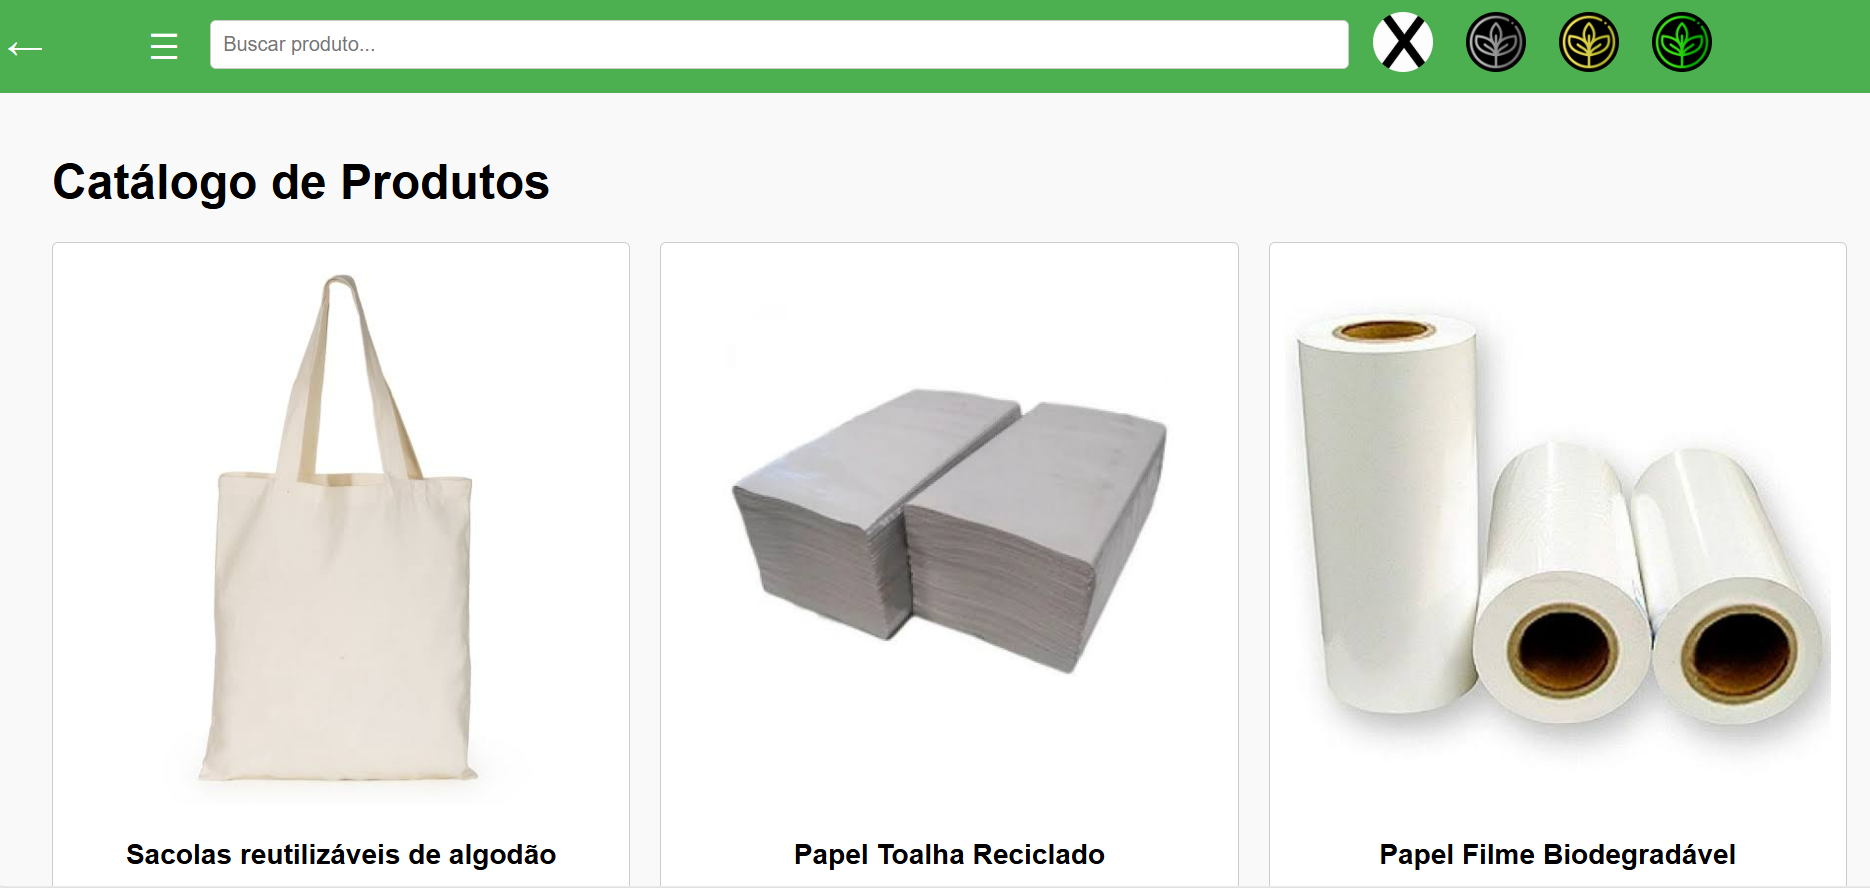 Buscar produto...
X
Catálogo de Produtos
Sacolas reutilizáveis de algodão
Papel Toalha Reciclado
Papel Filme Biodegradável